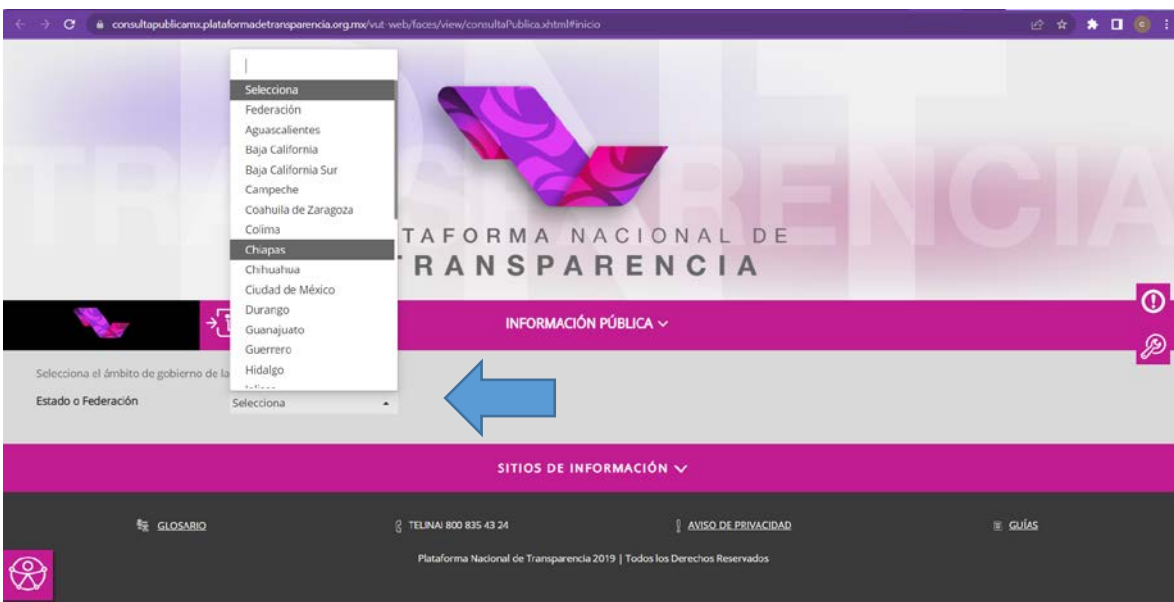 consultapublicamx.plataformadetransparencia.org.mx/vut-web/faces/view/consultaPublica.xhtml#inicio
Selecciona
Federación
Aguascalientes
Baja California
Baja California Sur
Campeche
Coahuila de Zaragoza
Colima
Chiapas
Chihuahua
Ciudad de México
Durango
Guanajuato
Guerrero
Hidalgo
PNT
TRANSPARENCIA
TAFORMA NACIONAL DE
TRANSPARENCIA
INFORMACIÓN PÚBLICA
Selecciona el ámbito de gobierno de la
Estado o Federación
Selecciona
SITIOS DE INFORMACIÓN
GLOSARIO
TELINAI 800 835 43 24
AVISO DE PRIVACIDAD
GUÍAS
Plataforma Nacional de Transparencia 2019 | Todos los Derechos Reservados